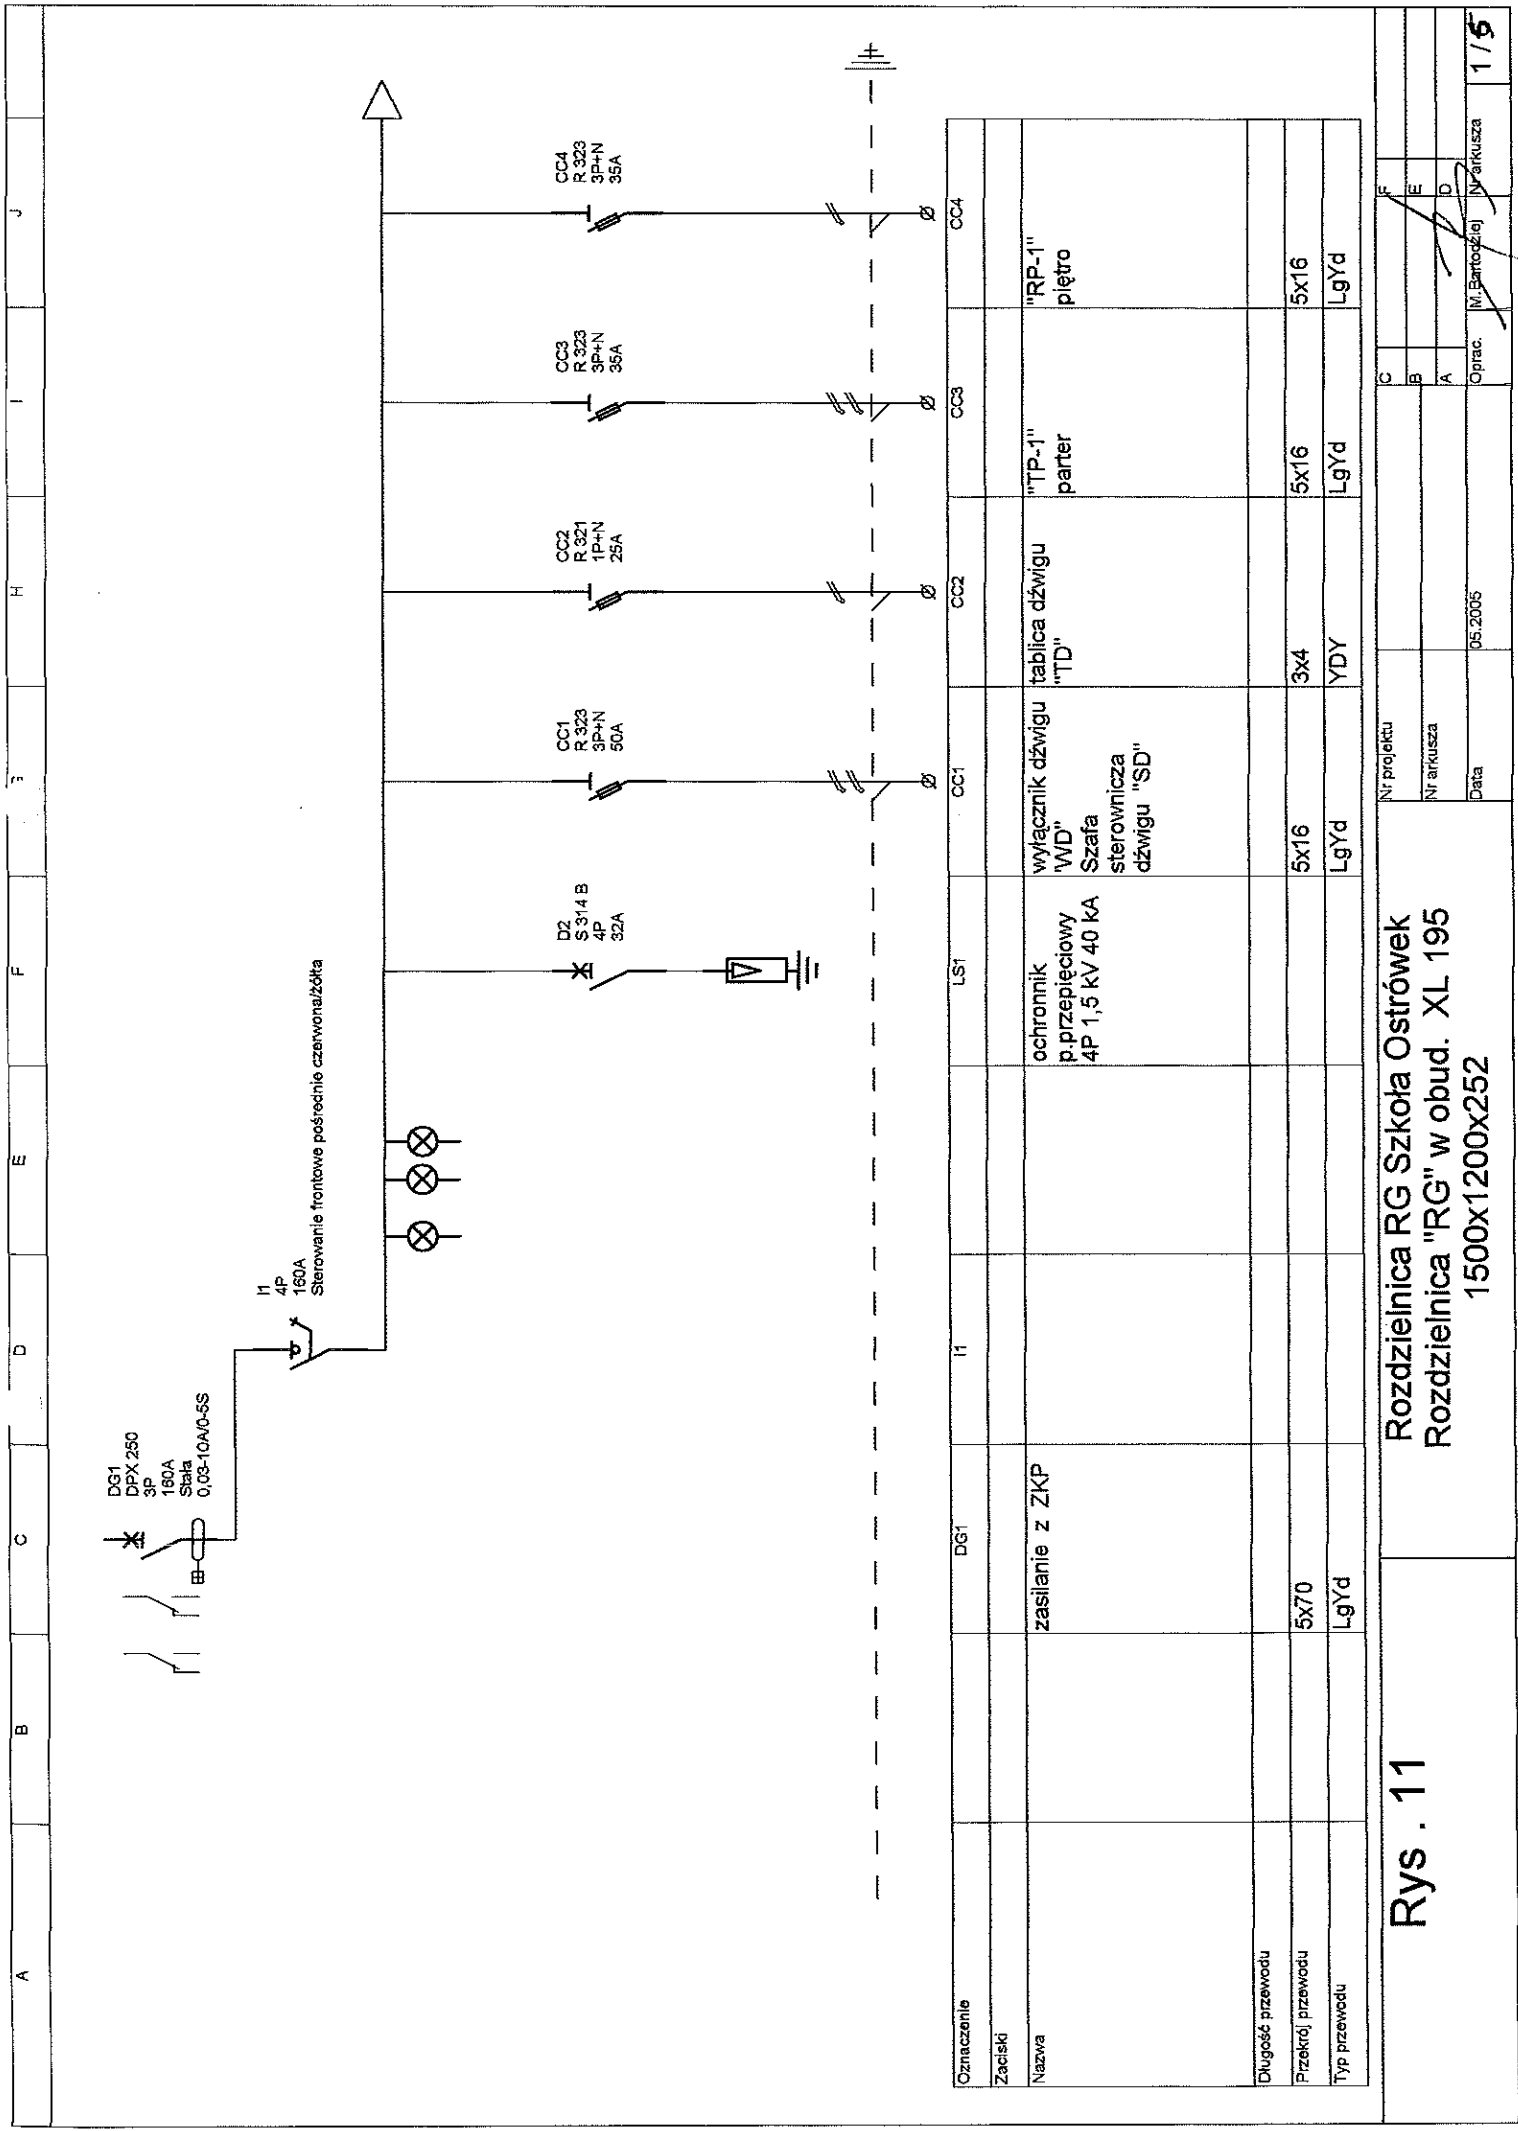 A
B
C
D
E
F
H
I
J
DG1
DPX 250
3P
160A
Stała
0,03-10A/0-5S
I1
4P
160A
Sterowanie frontowe pośrednie czerwona/żółta
D2
S 314 B
4P
32A
CC1
R 323
3P+N
50A
CC2
R 321
1P+N
25A
CC3
R 323
3P+N
35A
CC4
R 323
3P+N
35A
Oznaczenie
DG1
I1
LS1
CC1
CC2
CC3
CC4
Zaciski
Nazwa
zasilanie z ZKP
ochronnik
p.przepięciowy
4P 1,5 kV 40 kA
wyłącznik dźwigu
"WD"
Szafa
sterownicza
dźwigu "SD"
tablica dźwigu
"TD"
"TP-1"
parter
"RP-1"
piętro
Długość przewodu
Przekrój przewodu
5x70
5x16
3x4
5x16
5x16
Typ przewodu
LgYd
LgYd
YDY
LgYd
LgYd
Rys . 11
Rozdzielnica RG Szkoła Ostrówek
Rozdzielnica "RG" w obud. XL 195
1500x1200x252
Nr projektu
Nr arkusza
Data
05.2005
C
B
A
F
E
D
Oprac.
M.Bartodziej
Nr arkusza
1 /